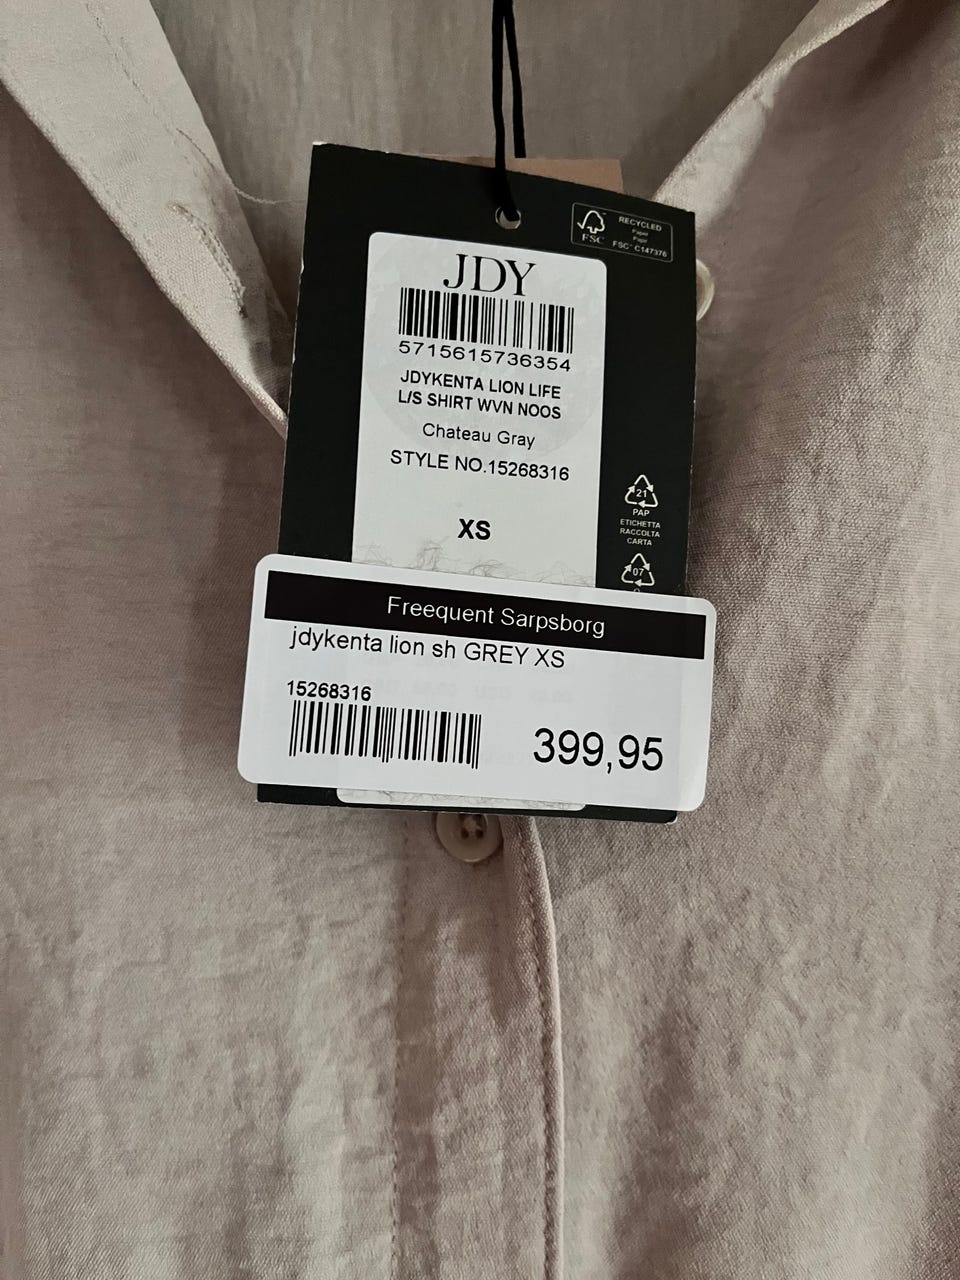 FSC
RECYCLED
Paper
Papir
FSC® C147376
JDY
5715615736354
JDYKENTA LION LIFE
L/S SHIRT WVN NOOS
Chateau Gray
STYLE NO.15268316
XS
21
PAP
ETICHETTA
RACCOLTA
CARTA
07
Freequent Sarpsborg
jdykenta lion sh GREY XS
15268316
399,95